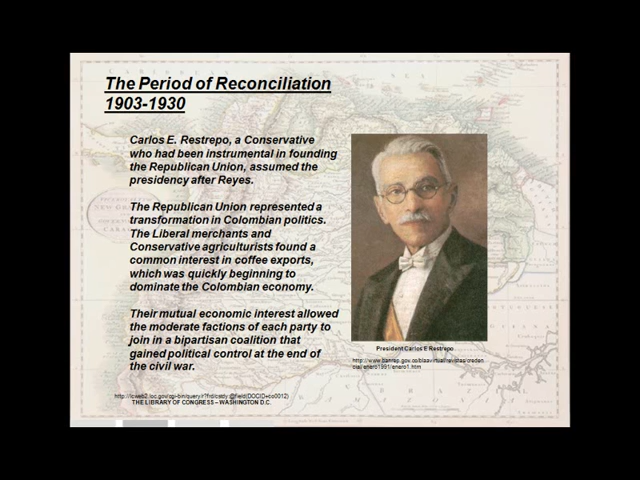 The Period of Reconciliation
1903-1930
Carlos E. Restrepo, a Conservative
who had been instrumental in founding
the Republican Union, assumed the
presidency after Reyes.
The Republican Union represented a
transformation in Colombian politics.
The Liberal merchants and
Conservative agriculturists found a
common interest in coffee exports,
which was quickly beginning to
dominate the Colombian economy.
Their mutual economic interest allowed
the moderate factions of each party to
join in a bipartisan coalition that
gained political control at the end of
the civil war.
President Carlos E Restrepo
THE LIBRARY OF CONGRESS – WASHINGTON D.C.